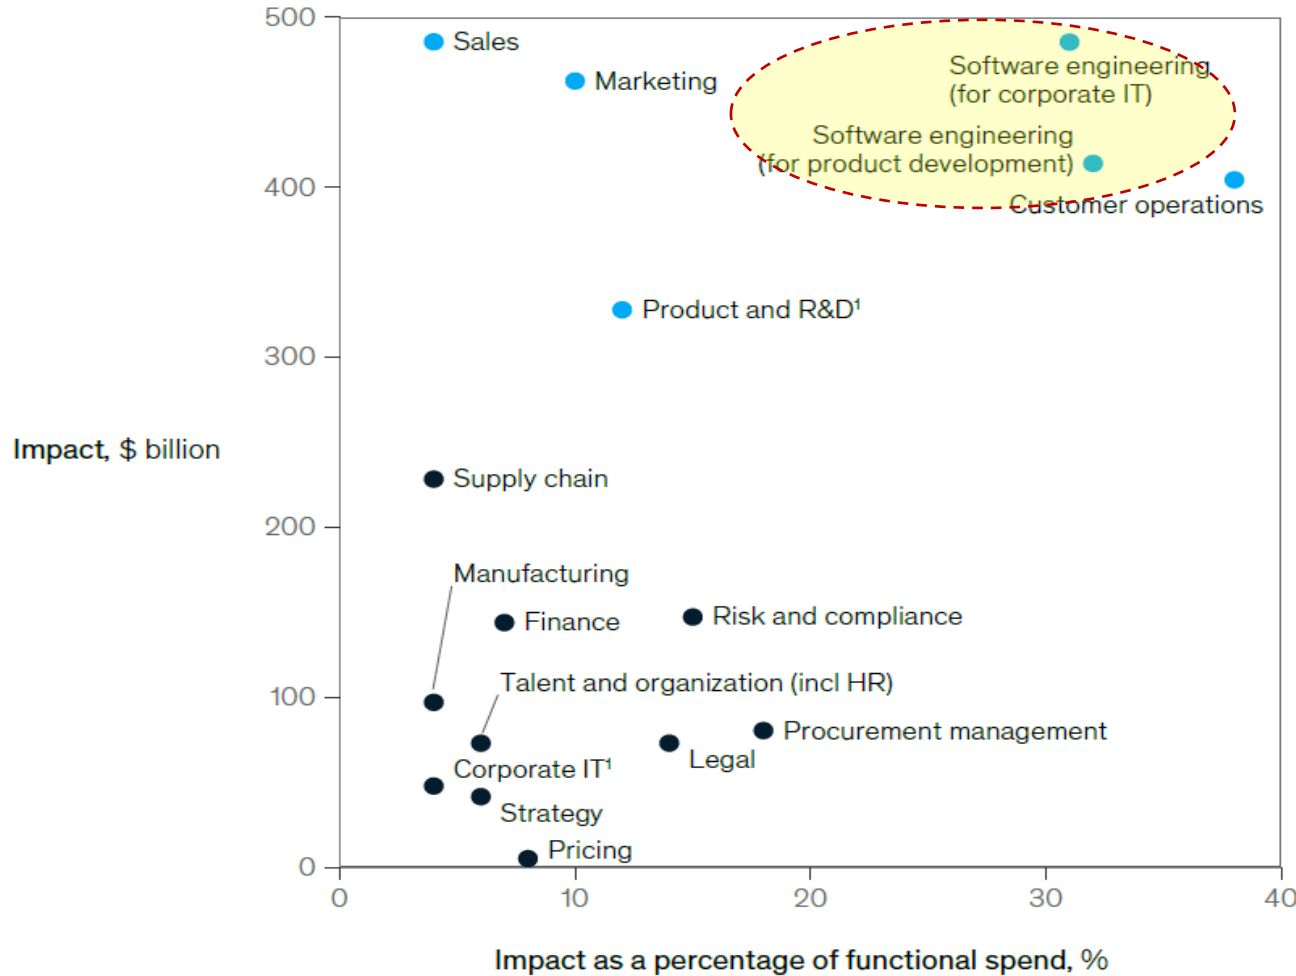 500
Sales
Software engineering
(for corporate IT)
Marketing
Software engineering
(for product development)
400
Customer operations
Product and R&D¹
300
Impact, $ billion
Supply chain
200
Manufacturing
Finance
Risk and compliance
Talent and organization (incl HR)
100
Procurement management
Legal
Corporate IT¹
Strategy
Pricing
0
0
10
20
30
40
Impact as a percentage of functional spend, %